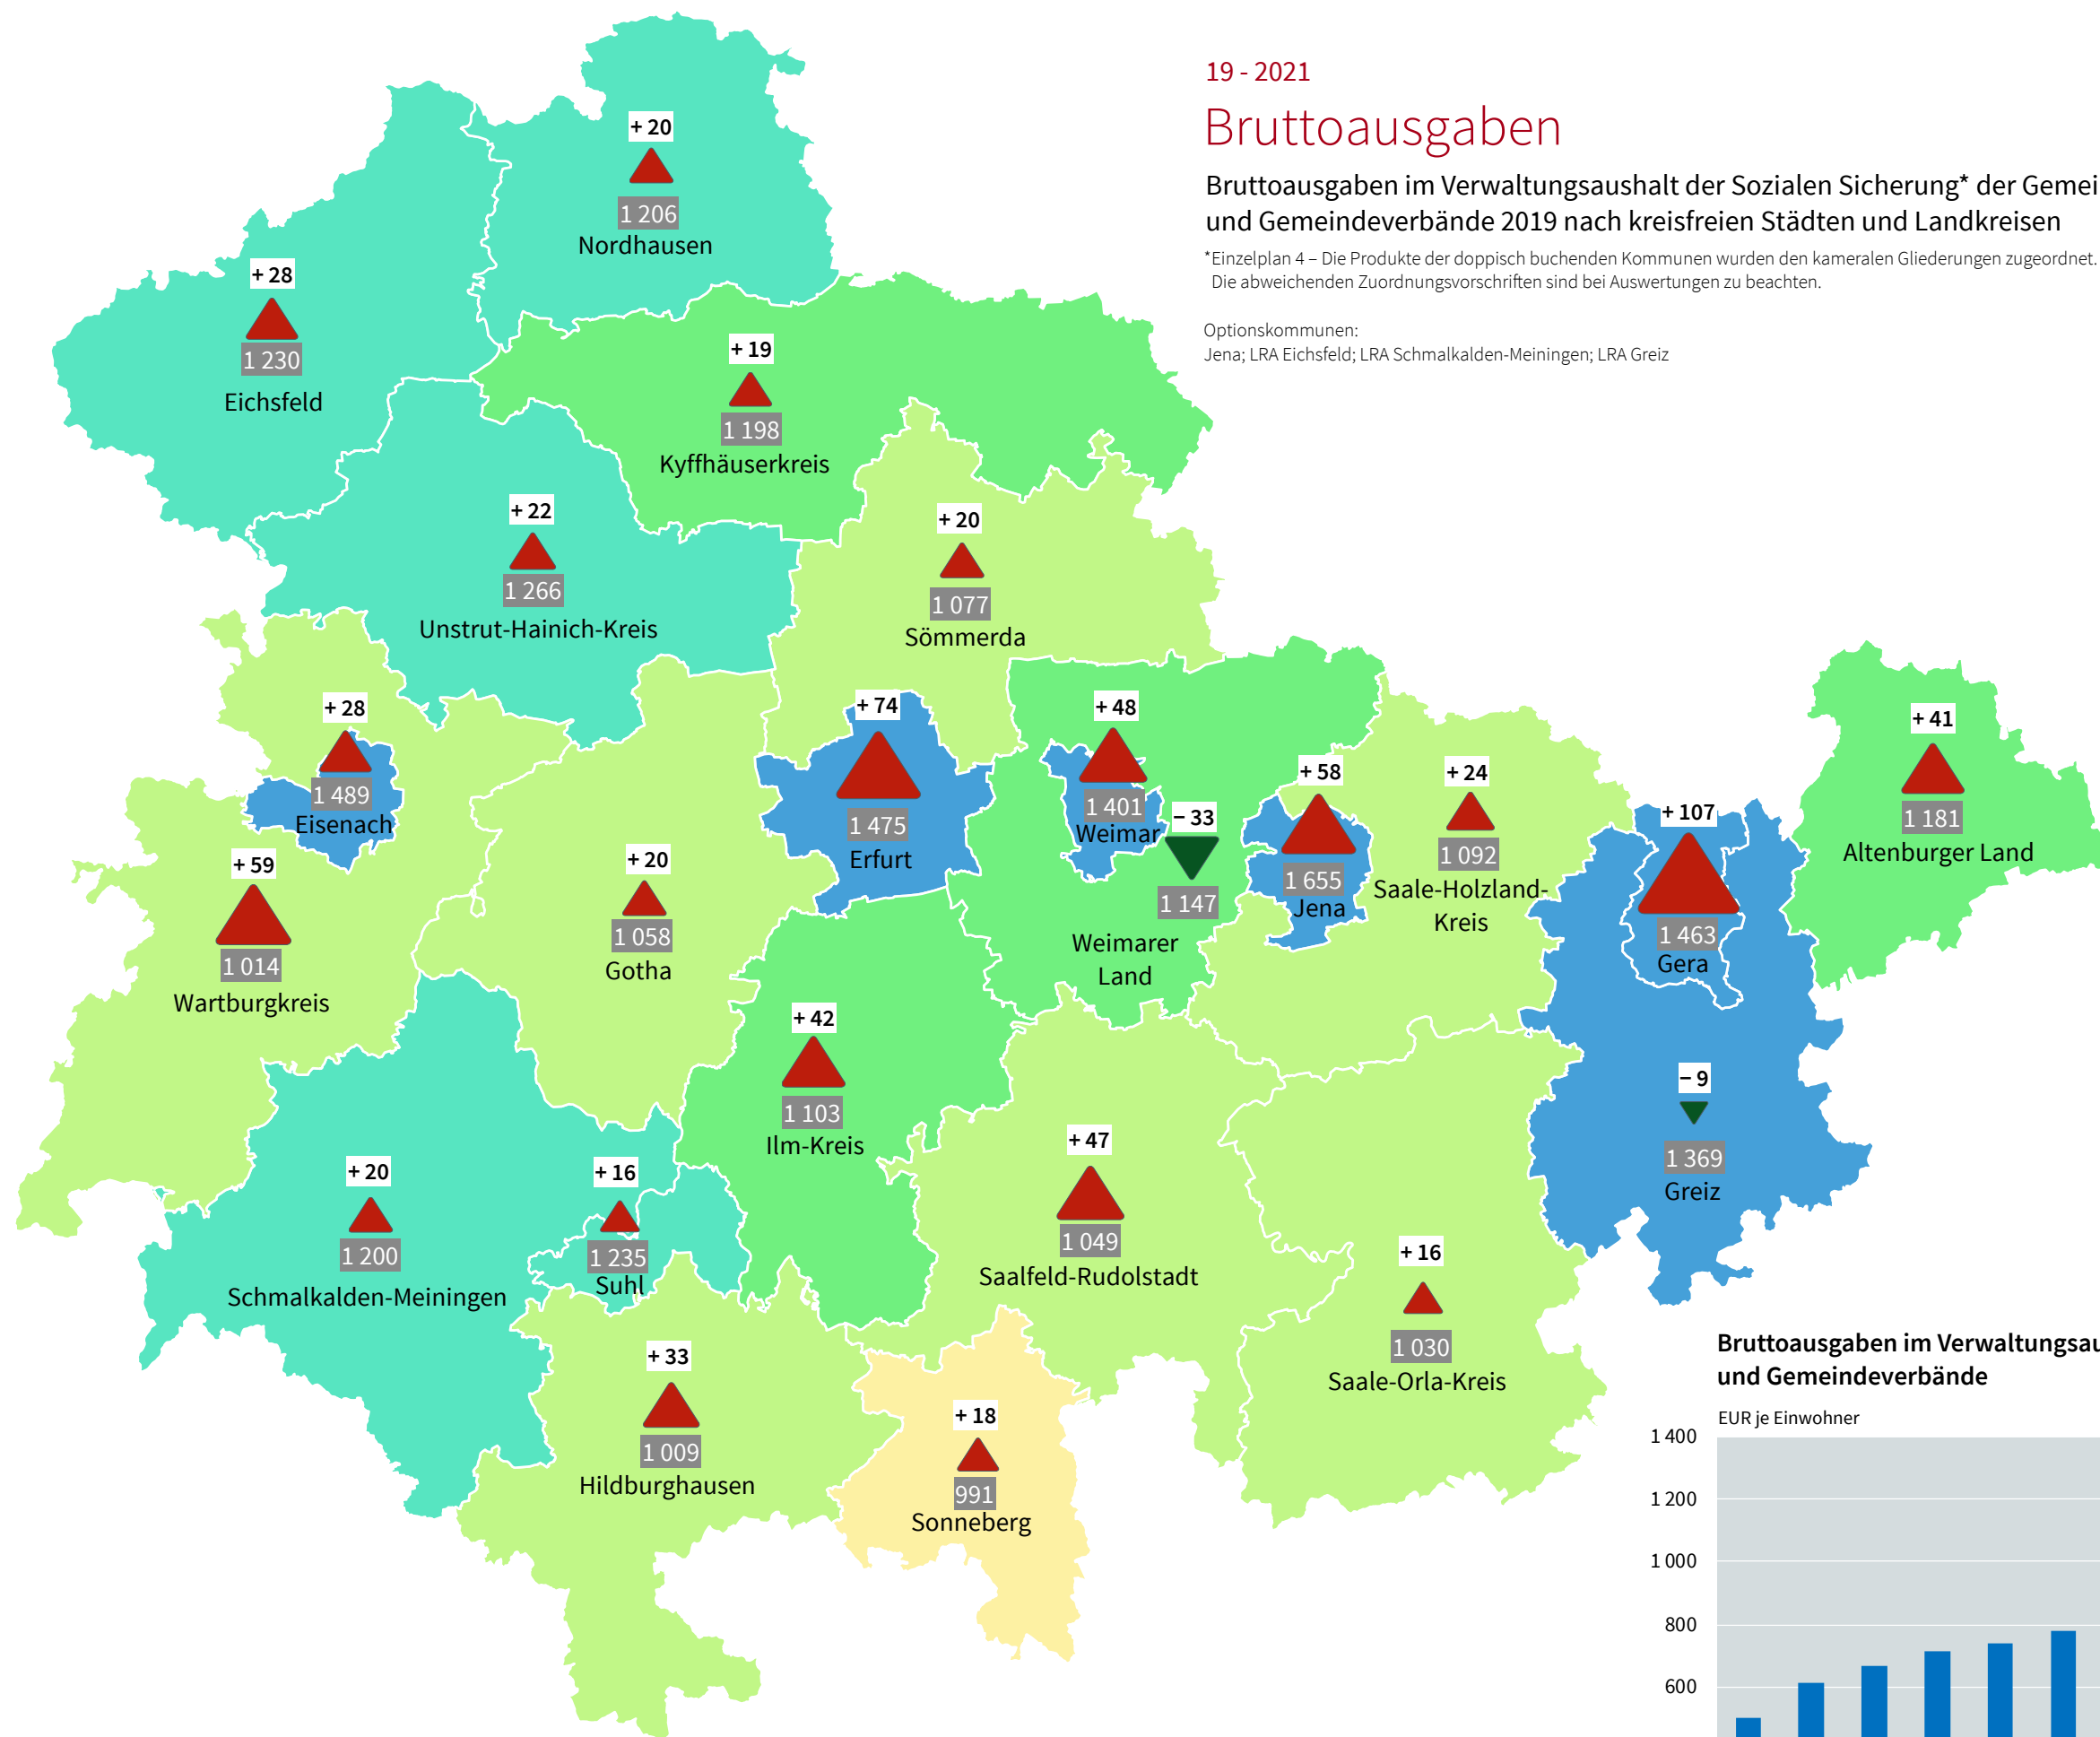 19 - 2021
Bruttoausgaben
Bruttoausgaben im Verwaltungsaushalt der Sozialen Sicherung* der Gemei
und Gemeindeverbände 2019 nach kreisfreien Städten und Landkreisen
*Einzelplan 4 – Die Produkte der doppisch buchenden Kommunen wurden den kameralen Gliederungen zugeordnet.
Die abweichenden Zuordnungsvorschriften sind bei Auswertungen zu beachten.
Optionskommunen:
Jena; LRA Eichsfeld; LRA Schmalkalden-Meiningen; LRA Greiz
+ 20
1 206
Nordhausen
+ 28
1 230
Eichsfeld
+ 19
1 198
Kyffhäuserkreis
+ 22
1 266
Unstrut-Hainich-Kreis
+ 20
1 077
Sömmerda
+ 28
1 489
Eisenach
+ 74
1 475
Erfurt
+ 48
1 401
Weimar
− 33
1 147
Weimarer
Land
+ 58
1 655
Jena
+ 24
1 092
Saale-Holzland-
Kreis
+ 107
1 463
Gera
+ 41
1 181
Altenburger Land
+ 59
1 014
Wartburgkreis
+ 20
1 058
Gotha
+ 42
1 103
Ilm-Kreis
− 9
1 369
Greiz
+ 20
1 200
Schmalkalden-Meiningen
+ 16
1 235
Suhl
+ 47
1 049
Saalfeld-Rudolstadt
+ 16
1 030
Saale-Orla-Kreis
+ 33
1 009
Hildburghausen
+ 18
991
Sonneberg
Bruttoausgaben im Verwaltungsau
und Gemeindeverbände
EUR je Einwohner
1 400
1 200
1 000
800
600